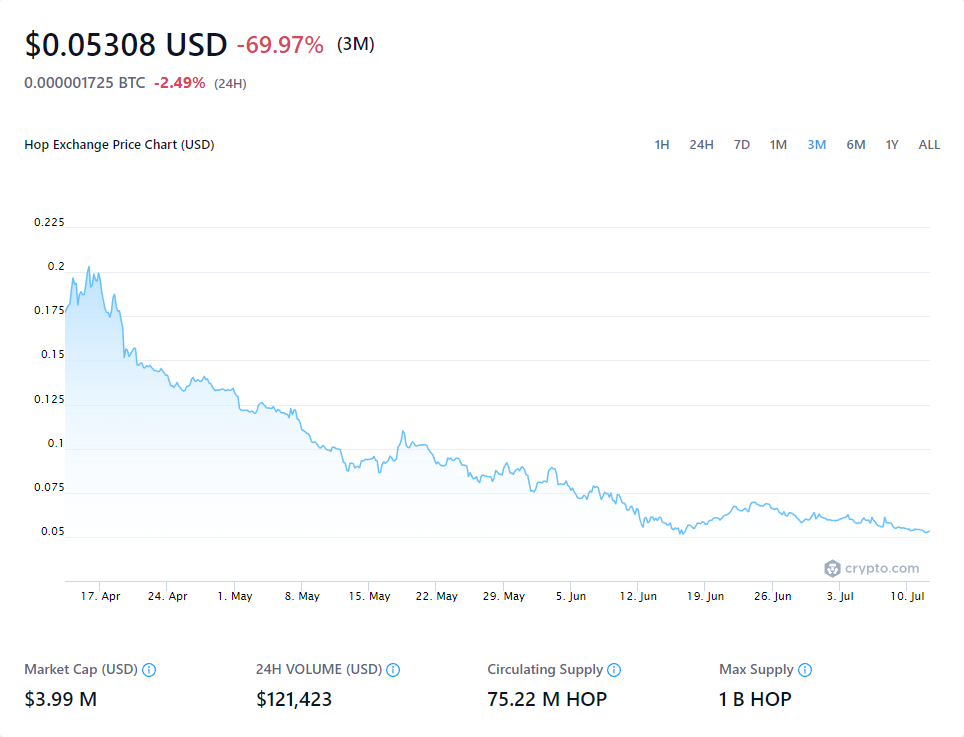 $0.05308 USD -69.97% (3M)
0.000001725 BTC -2.49% (24H)
Hop Exchange Price Chart (USD) 1H 24H 7D 1M 3M 6M 1Y ALL
0.225
0.2
0.175
0.15
0.125
0.1
0.075
0.05
crypto.com
17. Apr 24. Apr 1. May 8. May 15. May 22. May 29. May 5. Jun 12. Jun 19. Jun 26. Jun 3. Jul 10. Jul
Market Cap (USD) 24H VOLUME (USD) Circulating Supply Max Supply
$3.99 M $121,423 75.22 M HOP 1 B HOP